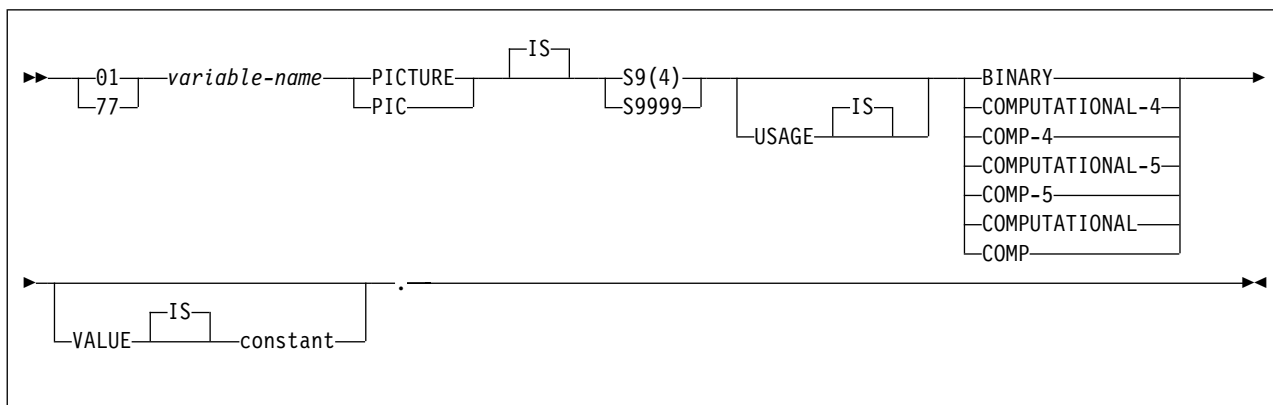 IS
01 variable-name PICTURE S9(4) BINARY
77 PIC S9999 IS COMPUTATIONAL-4
USAGE COMP-4
COMPUTATIONAL-5
COMP-5
COMPUTATIONAL
COMP
.
IS
VALUE constant